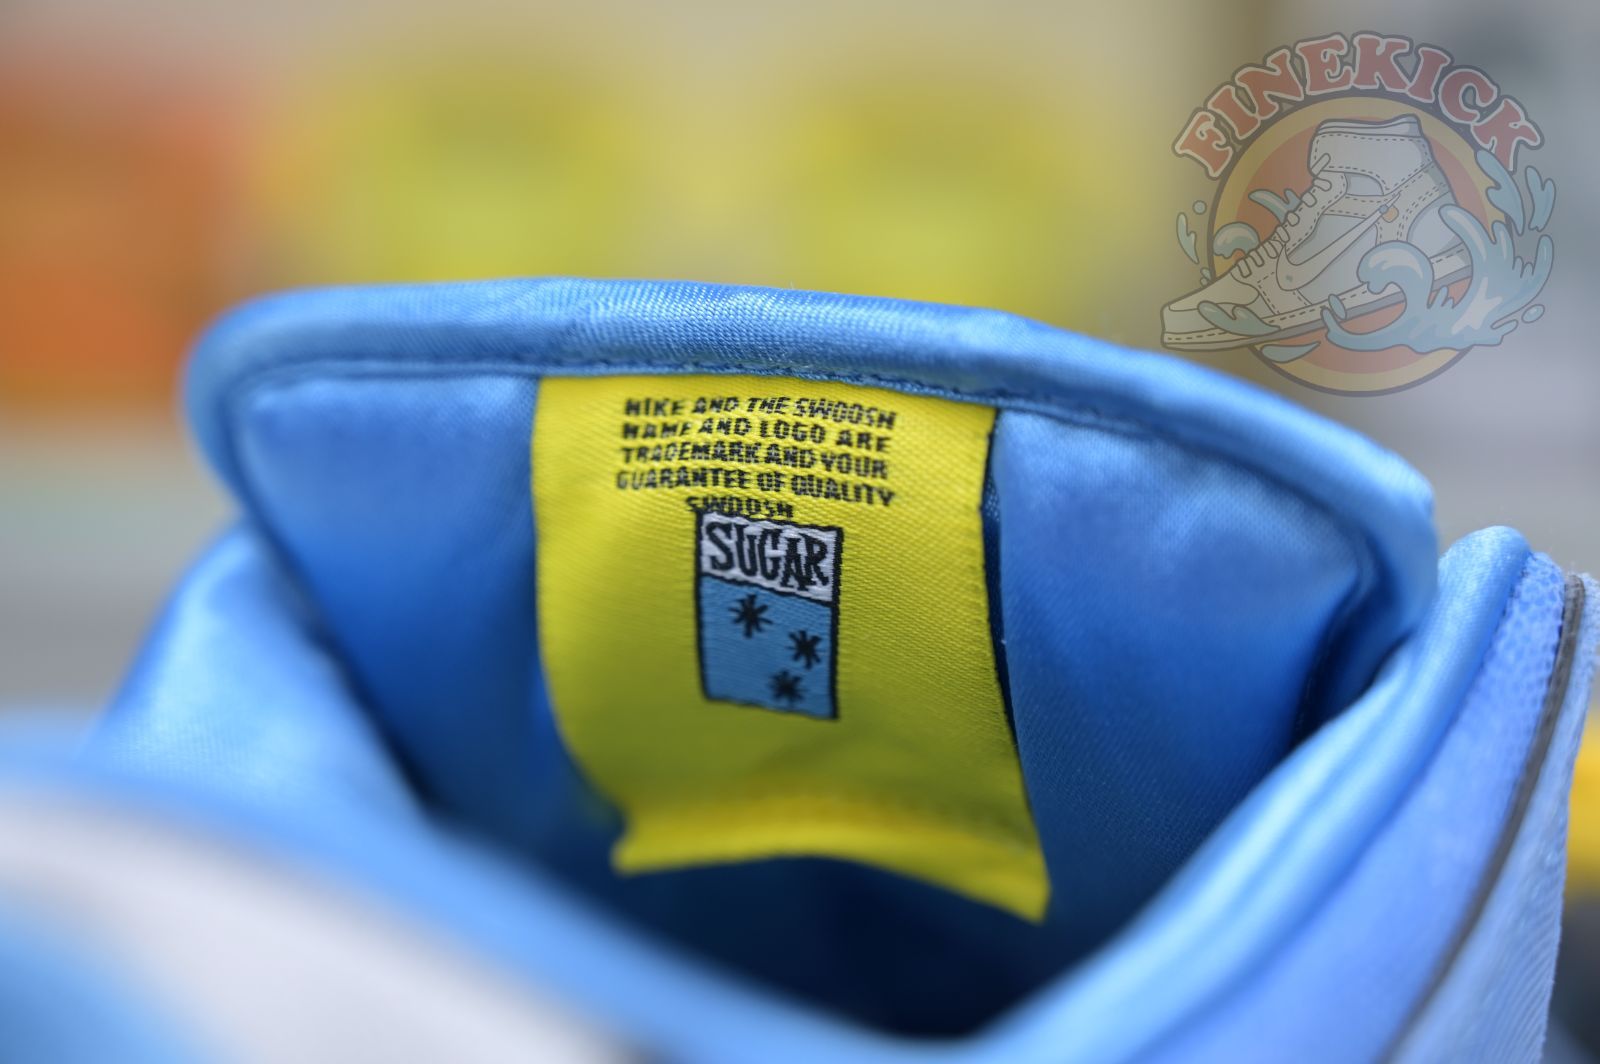 FINEKICK
NIKE AND THE SWOOSH
NAME AND LOGO ARE
TRADEMARK AND YOUR
GUARANTEE OF QUALITY
SWOOSH
SUGAR